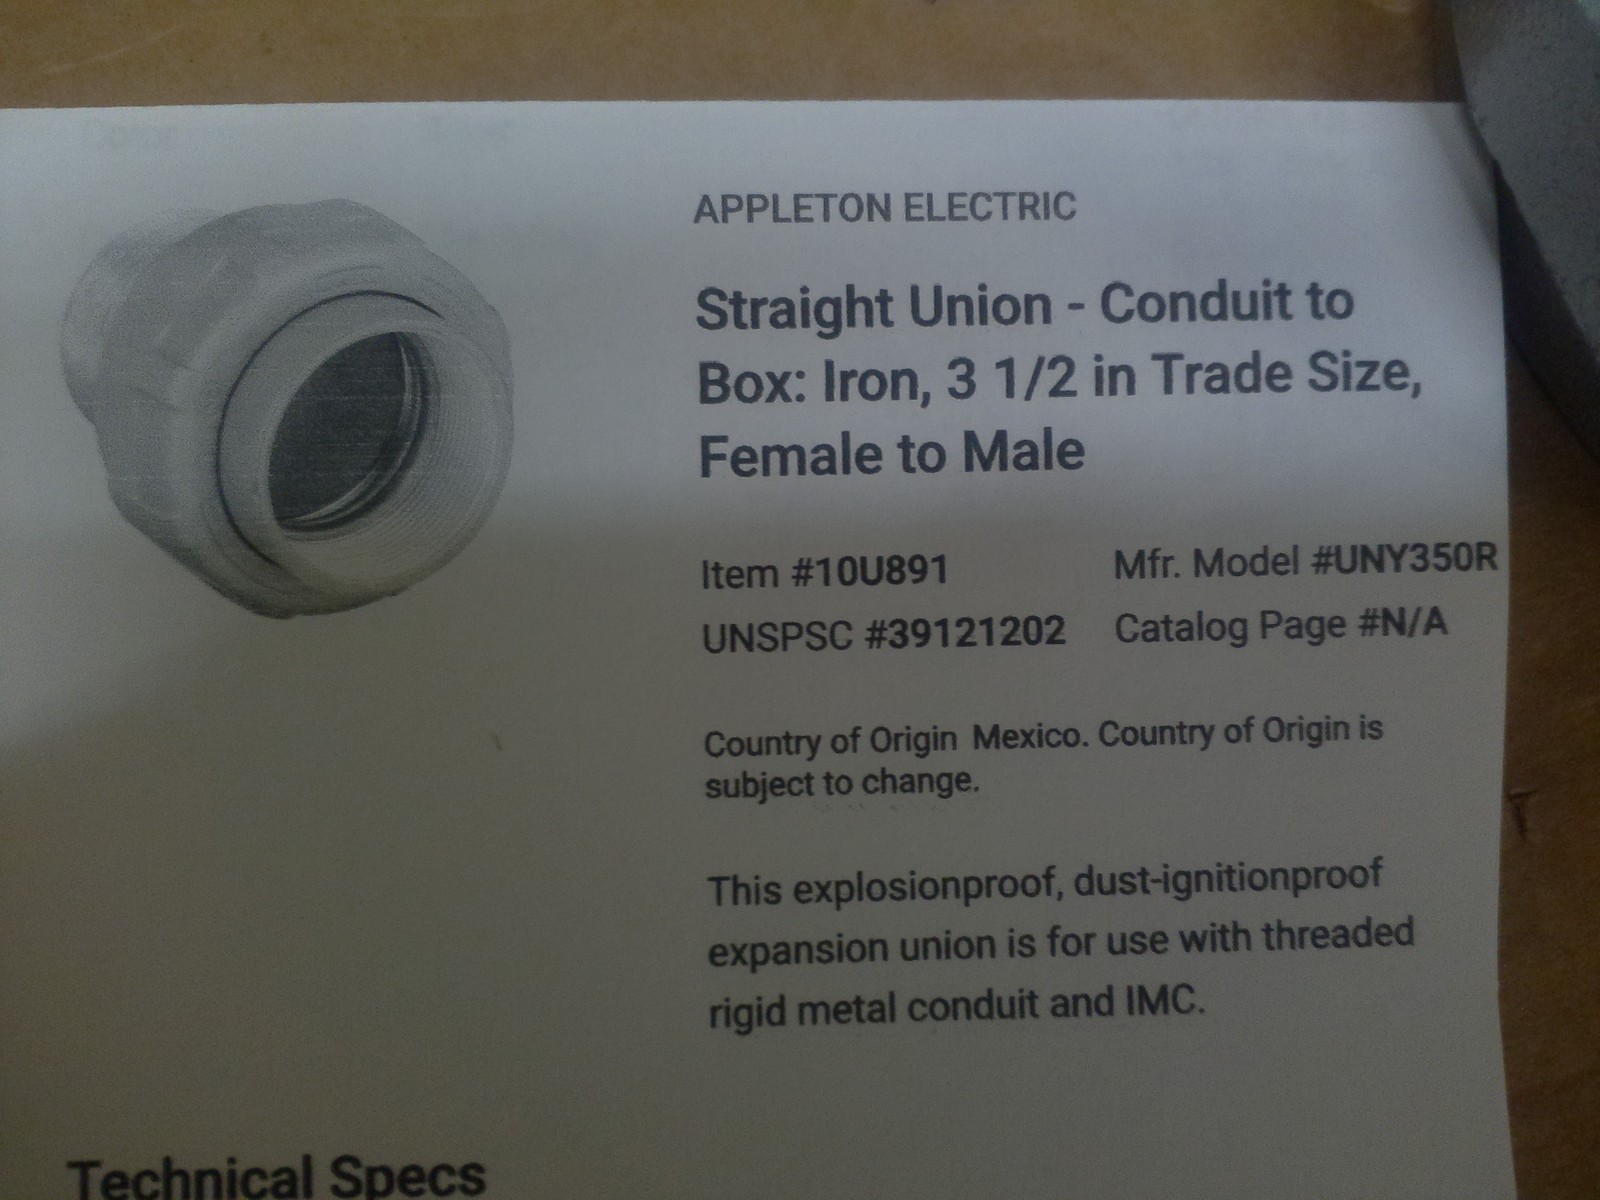 APPLETON ELECTRIC
Straight Union - Conduit to
Box: Iron, 3 1/2 in Trade Size,
Female to Male
Item #10U891 Mfr. Model #UNY350R
UNSPSC #39121202 Catalog Page #N/A
Country of Origin Mexico. Country of Origin is
subject to change.
This explosionproof, dust-ignitionproof
expansion union is for use with threaded
rigid metal conduit and IMC.
Technical Specs